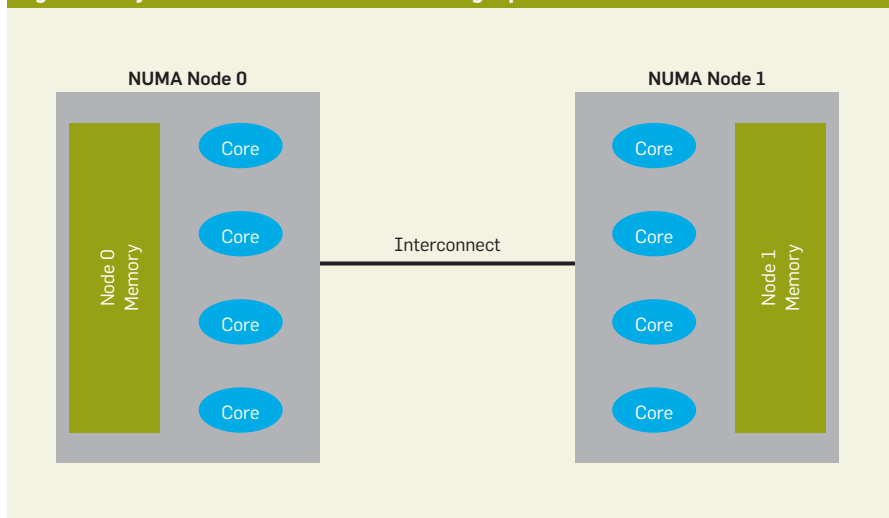 NUMA Node 0
NUMA Node 1
Node 0
Memory
Core
Core
Core
Core
Interconnect
Core
Core
Core
Core
Node 1
Memory